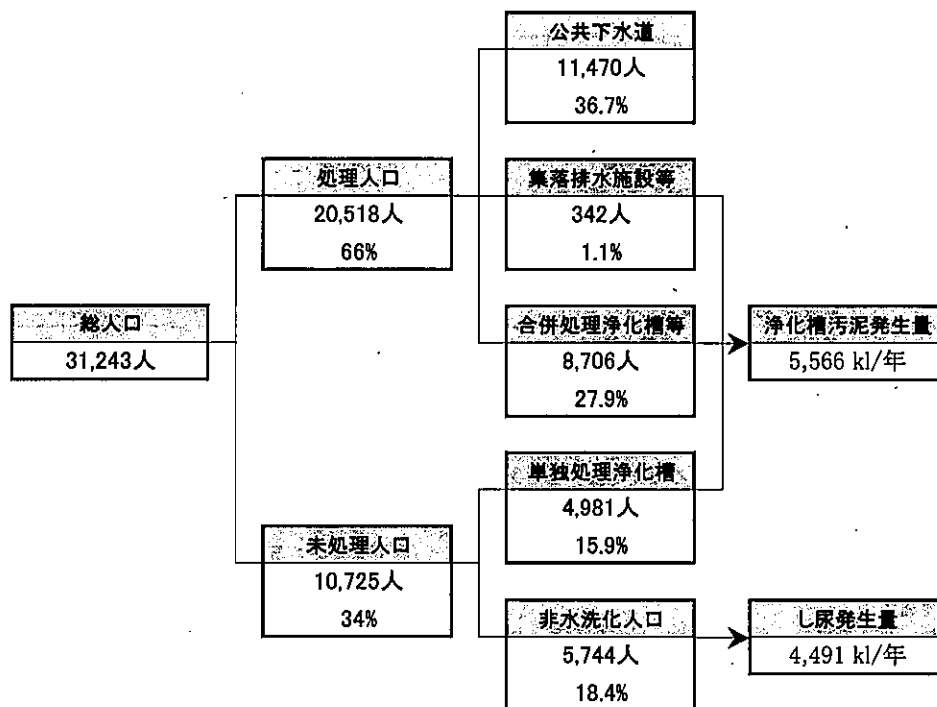 公共下水道
11,470人
36.7%
処理人口
20,518人
66%
集落排水施設等
342人
1.1%
総人口
31,243人
合併処理浄化槽等
8,706人
27.9%
浄化槽汚泥発生量
5,566 kl/年
単独処理浄化槽
4,981人
15.9%
未処理人口
10,725人
34%
非水洗化人口
5,744人
18.4%
し尿発生量
4,491 kl/年